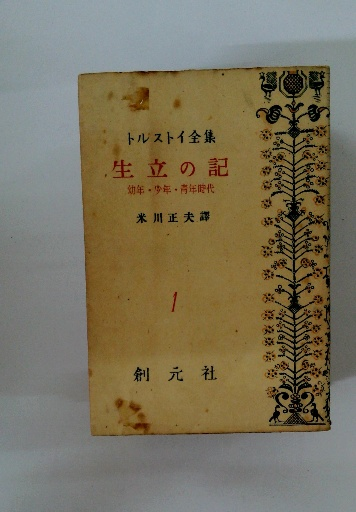 トルストイ全集
生立の記
幼年・少年・青年時代
米川正夫譯
1
創元社